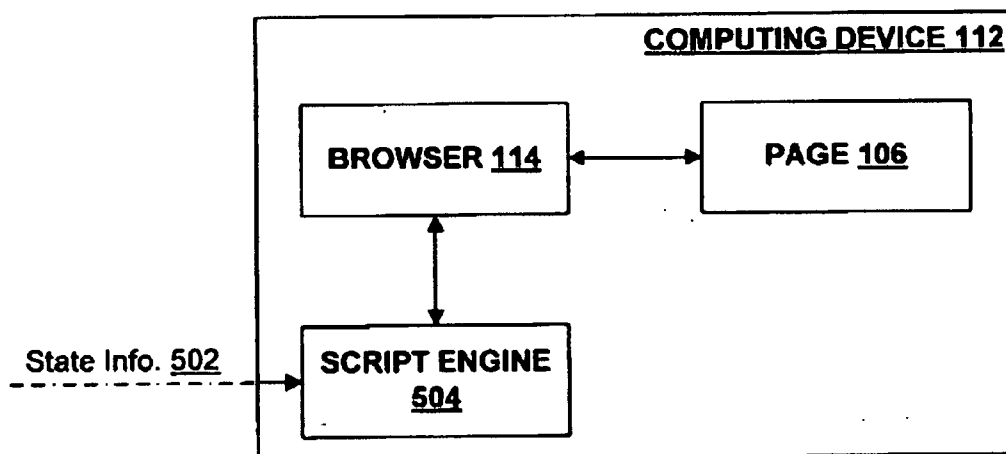 COMPUTING DEVICE 112
BROWSER 114
PAGE 106
State Info. 502
SCRIPT ENGINE
504